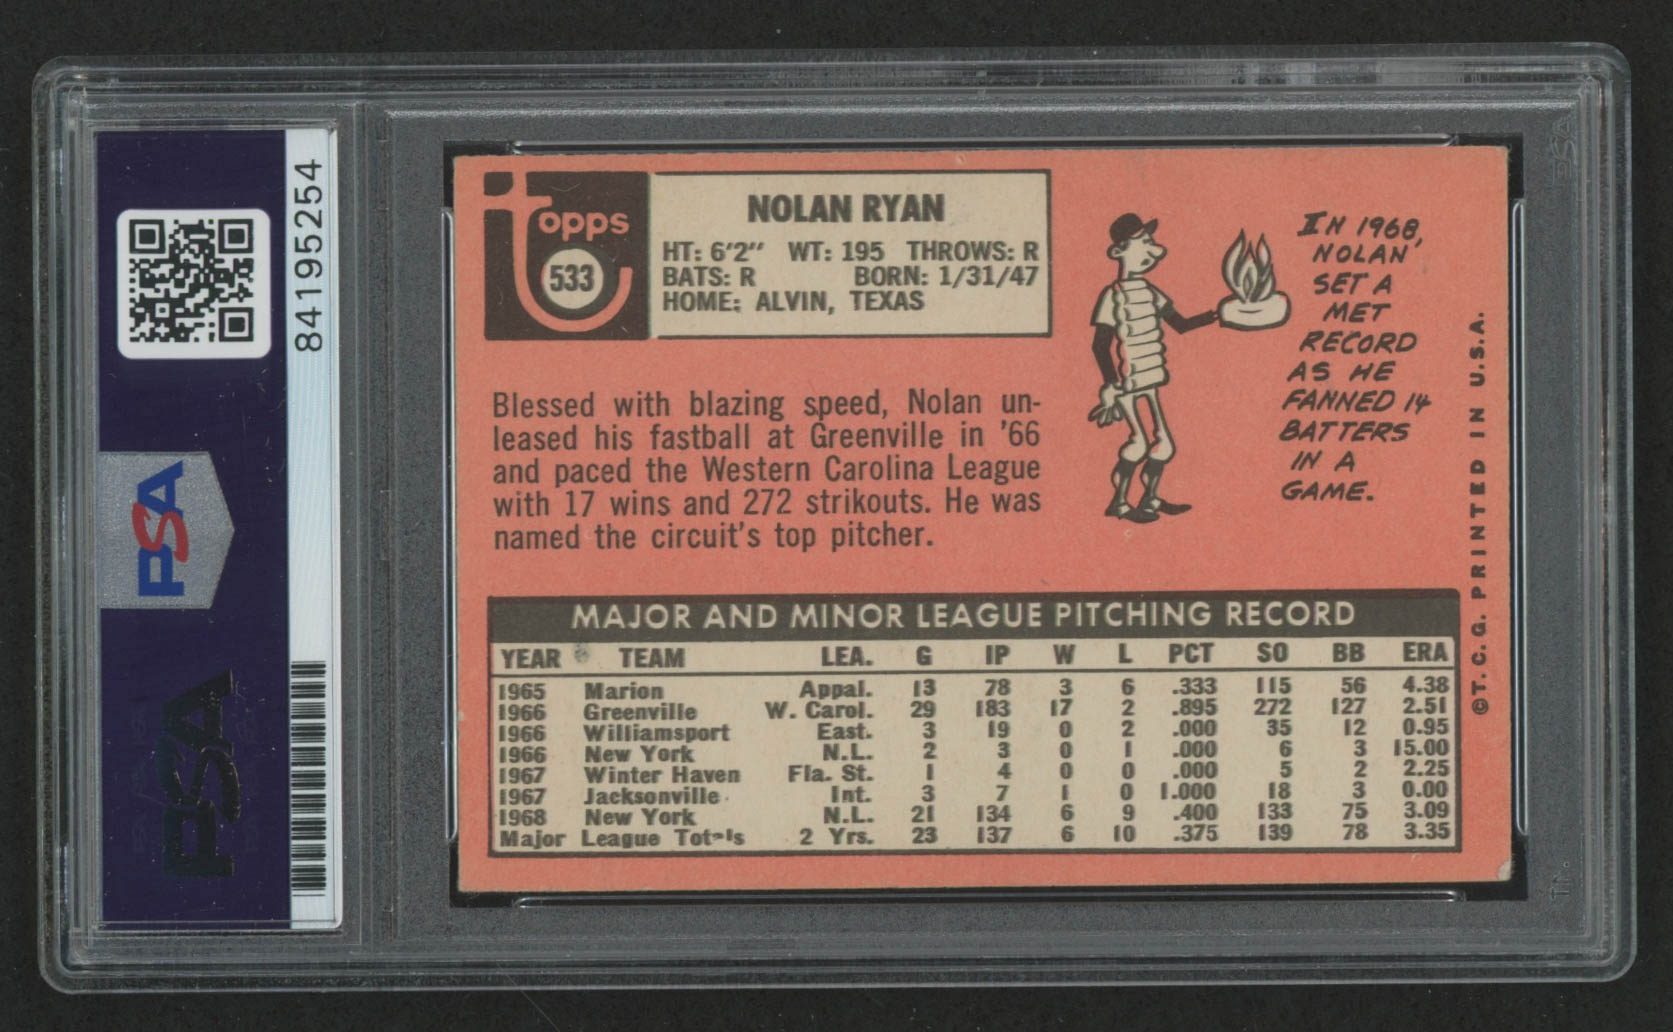 84195254
PSA
PSA
Topps
533
NOLAN RYAN
HT: 6'2" WT: 195 THROWS: R
BATS: R BORN: 1/31/47
HOME: ALVIN, TEXAS
IN 1968,
NOLAN
SET A
MET
RECORD
AS HE
FANNED 14
BATTERS
IN A
GAME.
Blessed with blazing speed, Nolan un-
leased his fastball at Greenville in '66
and paced the Western Carolina League
with 17 wins and 272 strikouts. He was
named the circuit's top pitcher.
MAJOR AND MINOR LEAGUE PITCHING RECORD
YEAR TEAM LEA. G IP W L PCT SO BB ERA
1965 Marion Appal. 13 78 3 6 .333 115 56 4.38
1966 Greenville W. Carol. 29 183 17 2 .895 272 127 2.51
1966 Williamsport East. 3 19 0 2 .000 35 12 0.95
1966 New York N.L. 2 3 0 1 .000 6 3 15.00
1967 Winter Haven Fla. St. 1 4 0 0 .000 5 2 2.25
1967 Jacksonville Int. 3 7 1 0 1.000 18 3 0.00
1968 New York N.L. 21 134 6 9 .400 133 75 3.09
Major League Totals 2 Yrs. 23 137 6 10 .375 139 78 3.35
©T. C. G. PRINTED IN U.S.A.